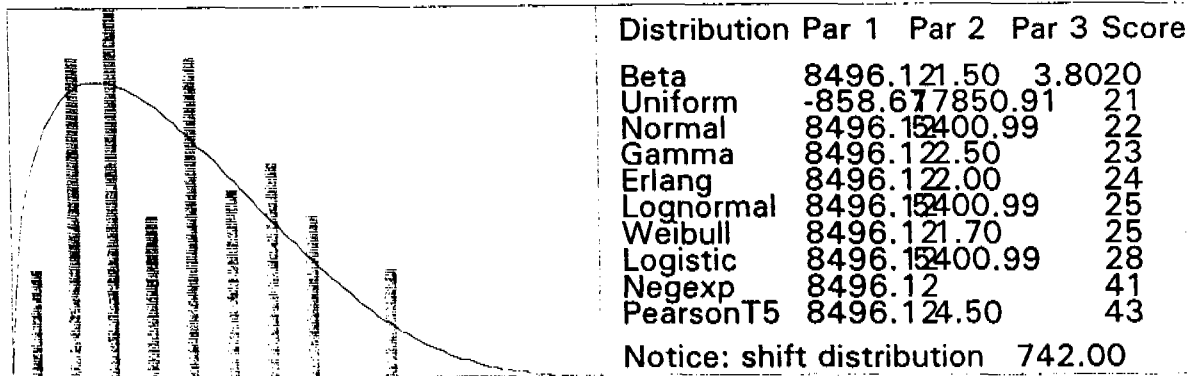 Distribution Par 1 Par 2 Par 3 Score
Beta 8496.12 1.50 3.80 20
Uniform -858.67 17850.91 21
Normal 8496.12 5400.99 22
Gamma 8496.12 2.50 23
Erlang 8496.12 2.00 24
Lognormal 8496.12 5400.99 25
Weibull 8496.12 1.70 25
Logistic 8496.12 5400.99 28
Negexp 8496.12 41
PearsonT5 8496.12 4.50 43
Notice: shift distribution 742.00